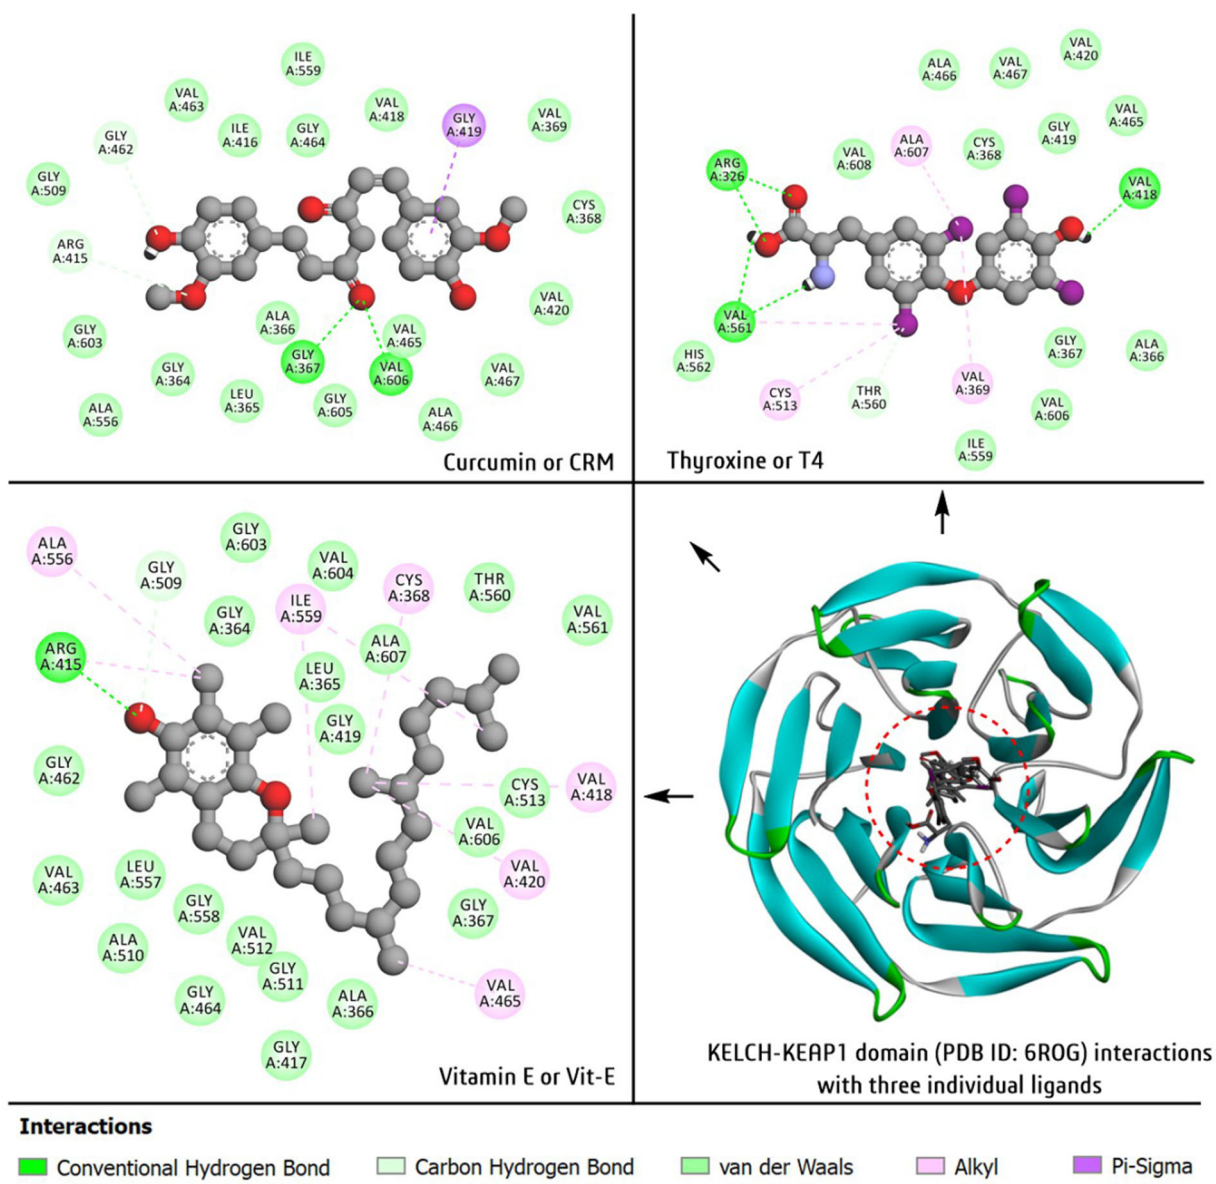 ILE
A:559
VAL
A:463
ILE
A:416
GLY
A:464
VAL
A:418
GLY
A:419
VAL
A:369
GLY
A:462
GLY
A:509
CYS
A:368
ARG
A:415
VAL
A:420
ALA
A:366
VAL
A:465
GLY
A:603
GLY
A:367
VAL
A:606
VAL
A:467
GLY
A:364
LEU
A:365
GLY
A:605
ALA
A:466
ALA
A:556
Curcumin or CRM
VAL
A:420
ALA
A:466
VAL
A:467
VAL
A:465
ALA
A:607
CYS
A:368
GLY
A:419
VAL
A:608
ARG
A:326
VAL
A:418
VAL
A:561
HIS
A:562
GLY
A:367
ALA
A:366
CYS
A:513
THR
A:560
VAL
A:369
VAL
A:606
ILE
A:559
Thyroxine or T4
GLY
A:603
ALA
A:556
GLY
A:509
VAL
A:604
CYS
A:368
THR
A:560
ILE
A:559
GLY
A:364
VAL
A:561
ALA
A:607
ARG
A:415
LEU
A:365
GLY
A:419
GLY
A:462
CYS
A:513
VAL
A:418
VAL
A:606
VAL
A:463
LEU
A:557
VAL
A:420
GLY
A:558
GLY
A:367
ALA
A:510
VAL
A:512
GLY
A:511
GLY
A:464
ALA
A:366
VAL
A:465
GLY
A:417
Vitamin E or Vit-E
KELCH-KEAP1 domain (PDB ID: 6ROG) interactions
with three individual ligands
Interactions
Conventional Hydrogen Bond
Carbon Hydrogen Bond
van der Waals
Alkyl
Pi-Sigma